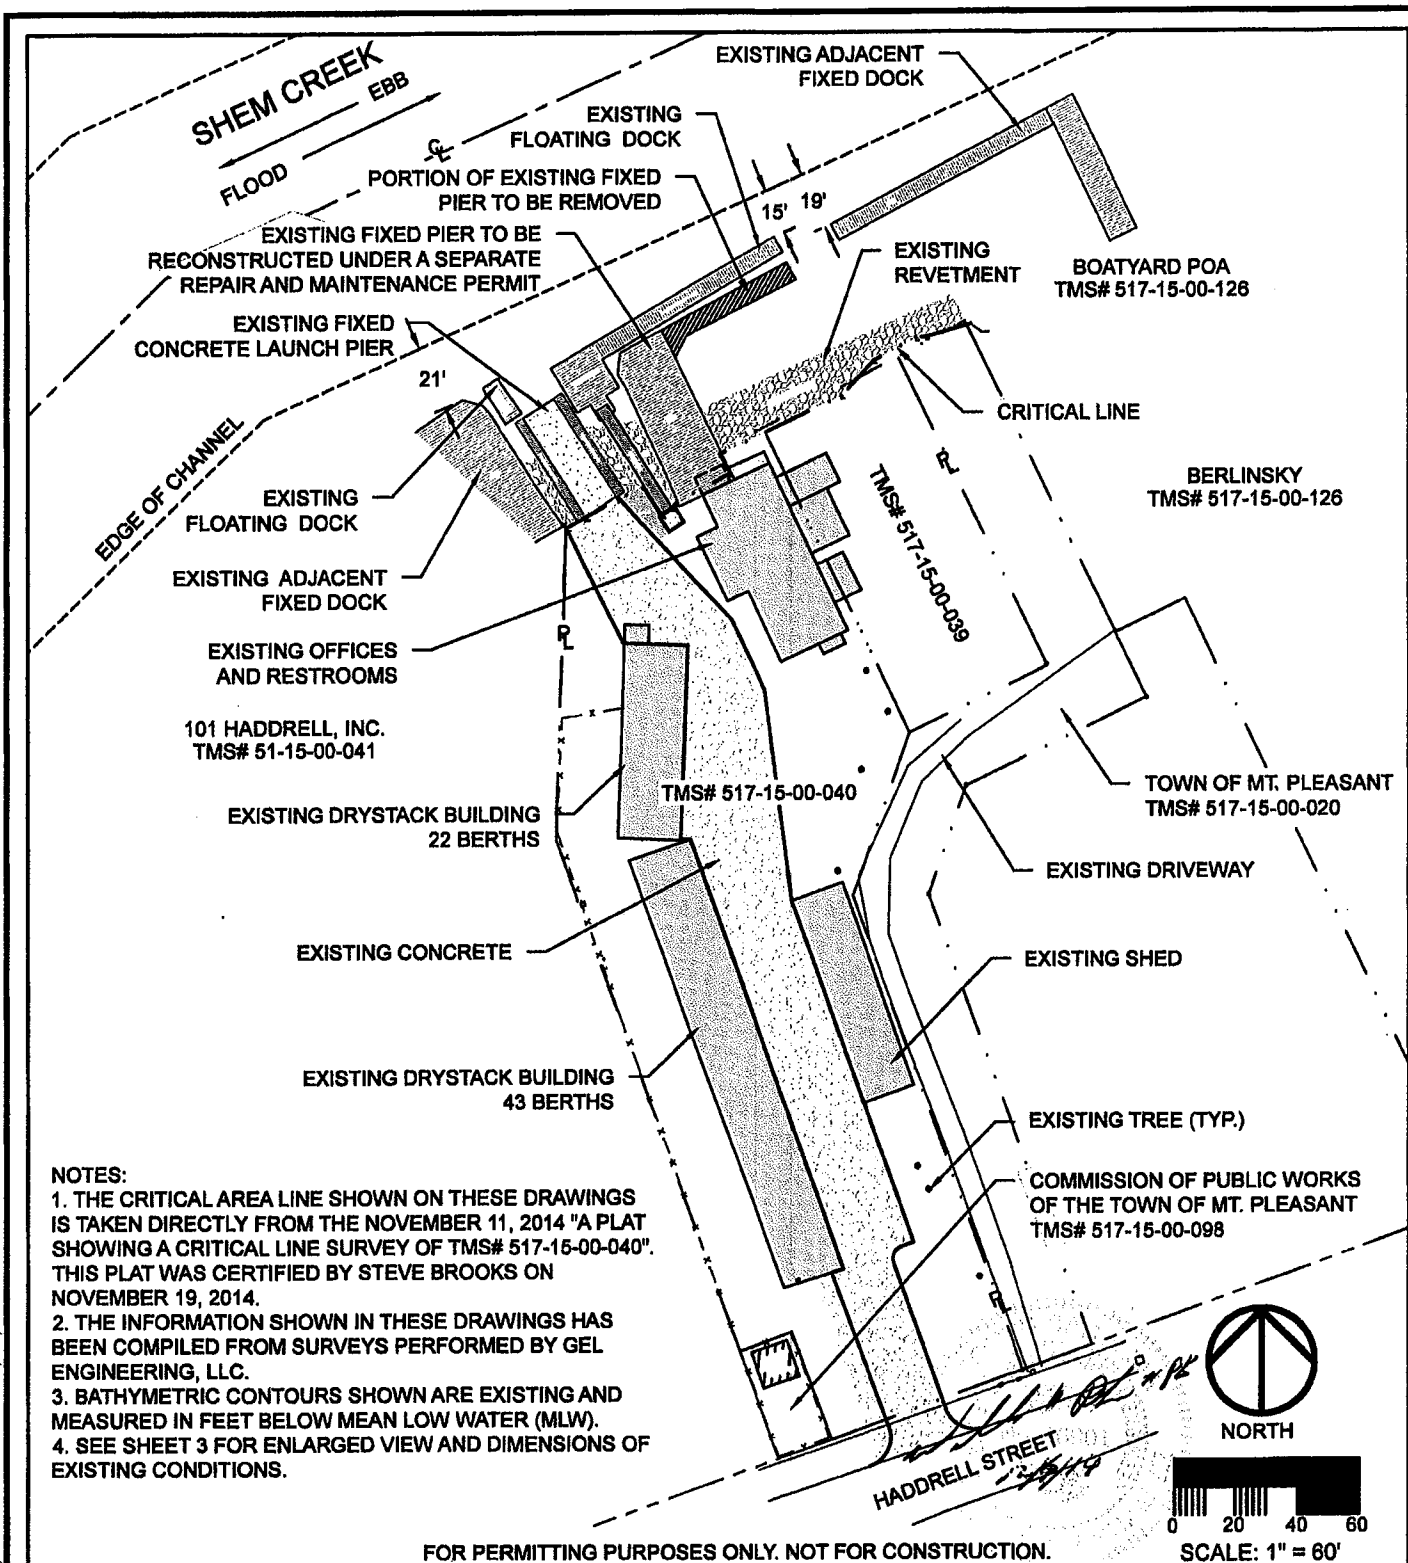 SHEM CREEK
EBB
FLOOD
CL
EXISTING ADJACENT
FIXED DOCK
EXISTING
FLOATING DOCK
PORTION OF EXISTING FIXED
PIER TO BE REMOVED
15'
19'
EXISTING FIXED PIER TO BE
RECONSTRUCTED UNDER A SEPARATE
REPAIR AND MAINTENANCE PERMIT
EXISTING
REVETMENT
BOATYARD POA
TMS# 517-15-00-126
EXISTING FIXED
CONCRETE LAUNCH PIER
21'
CRITICAL LINE
EDGE OF CHANNEL
PL
BERLINSKY
TMS# 517-15-00-126
EXISTING
FLOATING DOCK
TMS# 517-15-00-039
EXISTING ADJACENT
FIXED DOCK
PL
EXISTING OFFICES
AND RESTROOMS
101 HADDRELL, INC.
TMS# 51-15-00-041
TMS# 517-15-00-040
TOWN OF MT. PLEASANT
TMS# 517-15-00-020
EXISTING DRYSTACK BUILDING
22 BERTHS
EXISTING DRIVEWAY
EXISTING CONCRETE
EXISTING SHED
EXISTING DRYSTACK BUILDING
43 BERTHS
EXISTING TREE (TYP.)
COMMISSION OF PUBLIC WORKS
OF THE TOWN OF MT. PLEASANT
TMS# 517-15-00-098
NOTES:
1. THE CRITICAL AREA LINE SHOWN ON THESE DRAWINGS
IS TAKEN DIRECTLY FROM THE NOVEMBER 11, 2014 "A PLAT
SHOWING A CRITICAL LINE SURVEY OF TMS# 517-15-00-040".
THIS PLAT WAS CERTIFIED BY STEVE BROOKS ON
NOVEMBER 19, 2014.
2. THE INFORMATION SHOWN IN THESE DRAWINGS HAS
BEEN COMPILED FROM SURVEYS PERFORMED BY GEL
ENGINEERING, LLC.
3. BATHYMETRIC CONTOURS SHOWN ARE EXISTING AND
MEASURED IN FEET BELOW MEAN LOW WATER (MLW).
4. SEE SHEET 3 FOR ENLARGED VIEW AND DIMENSIONS OF
EXISTING CONDITIONS.
PL
HADDRELL STREET
NORTH
0 20 40 60
SCALE: 1" = 60'
FOR PERMITTING PURPOSES ONLY. NOT FOR CONSTRUCTION.